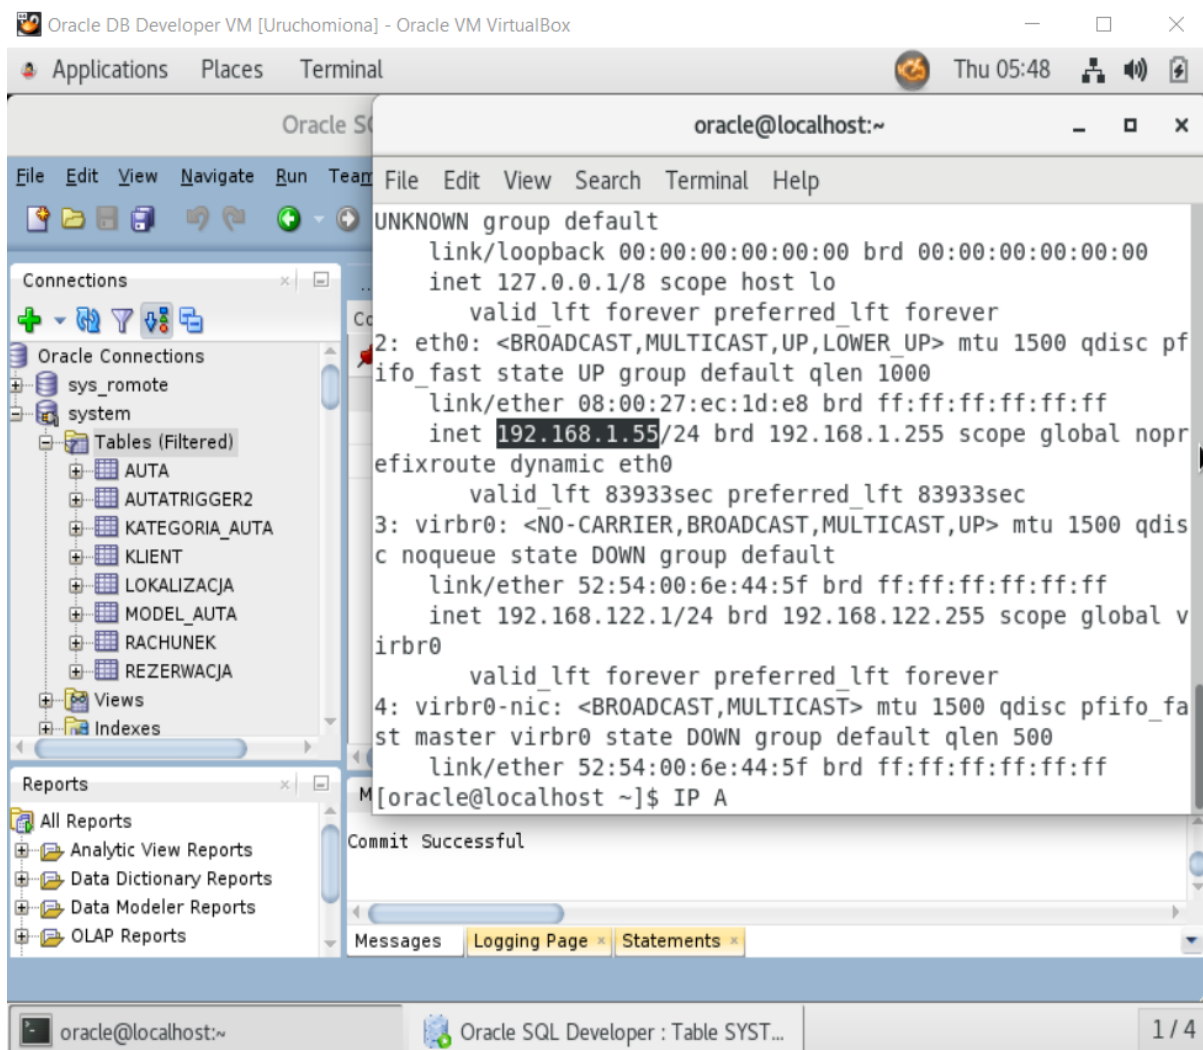 Oracle DB Developer VM [Uruchomiona] - Oracle VM VirtualBox
Applications Places Terminal Thu 05:48
Oracle SQ
oracle@localhost:~
File Edit View Navigate Run Team
File Edit View Search Terminal Help
UNKNOWN group default
link/loopback 00:00:00:00:00:00 brd 00:00:00:00:00:00
inet 127.0.0.1/8 scope host lo
valid_lft forever preferred_lft forever
2: eth0: <BROADCAST,MULTICAST,UP,LOWER_UP> mtu 1500 qdisc pf
ifo_fast state UP group default qlen 1000
link/ether 08:00:27:ec:1d:e8 brd ff:ff:ff:ff:ff:ff
inet 192.168.1.55/24 brd 192.168.1.255 scope global nopr
efixroute dynamic eth0
valid_lft 83933sec preferred_lft 83933sec
3: virbr0: <NO-CARRIER,BROADCAST,MULTICAST,UP> mtu 1500 qdis
c noqueue state DOWN group default
link/ether 52:54:00:6e:44:5f brd ff:ff:ff:ff:ff:ff
inet 192.168.122.1/24 brd 192.168.122.255 scope global v
irbr0
valid_lft forever preferred_lft forever
4: virbr0-nic: <BROADCAST,MULTICAST> mtu 1500 qdisc pfifo_fa
st master virbr0 state DOWN group default qlen 500
link/ether 52:54:00:6e:44:5f brd ff:ff:ff:ff:ff:ff
[oracle@localhost ~]$ IP A
Connections
Oracle Connections
sys_romote
system
Tables (Filtered)
AUTA
AUTATRIGGER2
KATEGORIA_AUTA
KLIENT
LOKALIZACJA
MODEL_AUTA
RACHUNEK
REZERWACJA
Views
Indexes
Reports
All Reports
Analytic View Reports
Data Dictionary Reports
Data Modeler Reports
OLAP Reports
...
Co
M
Commit Successful
Messages Logging Page Statements
oracle@localhost:~ Oracle SQL Developer : Table SYST... 1 / 4